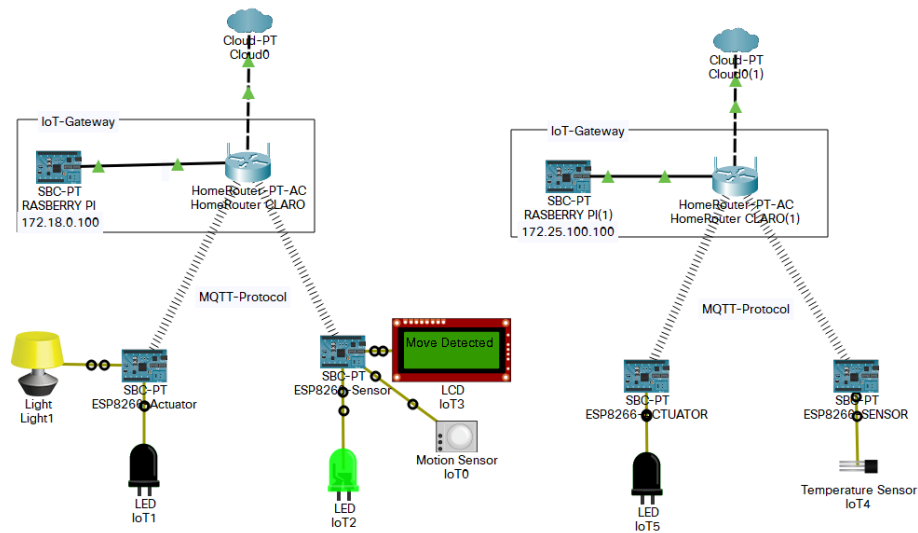 Cloud-PT
Cloud0
IoT-Gateway
SBC-PT
RASBERRY PI
172.18.0.100
HomeRouter-PT-AC
HomeRouter CLARO
MQTT-Protocol
Light
Light1
SBC-PT
ESP8266-Actuator
LED
IoT1
SBC-PT
ESP8266-Sensor
Move Detected
LCD
IoT3
Motion Sensor
IoT0
LED
IoT2
Cloud-PT
Cloud0(1)
IoT-Gateway
SBC-PT
RASBERRY PI(1)
172.25.100.100
HomeRouter-PT-AC
HomeRouter CLARO(1)
MQTT-Protocol
SBC-PT
ESP8266-ACTUATOR
LED
IoT5
SBC-PT
ESP8266-SENSOR
Temperature Sensor
IoT4